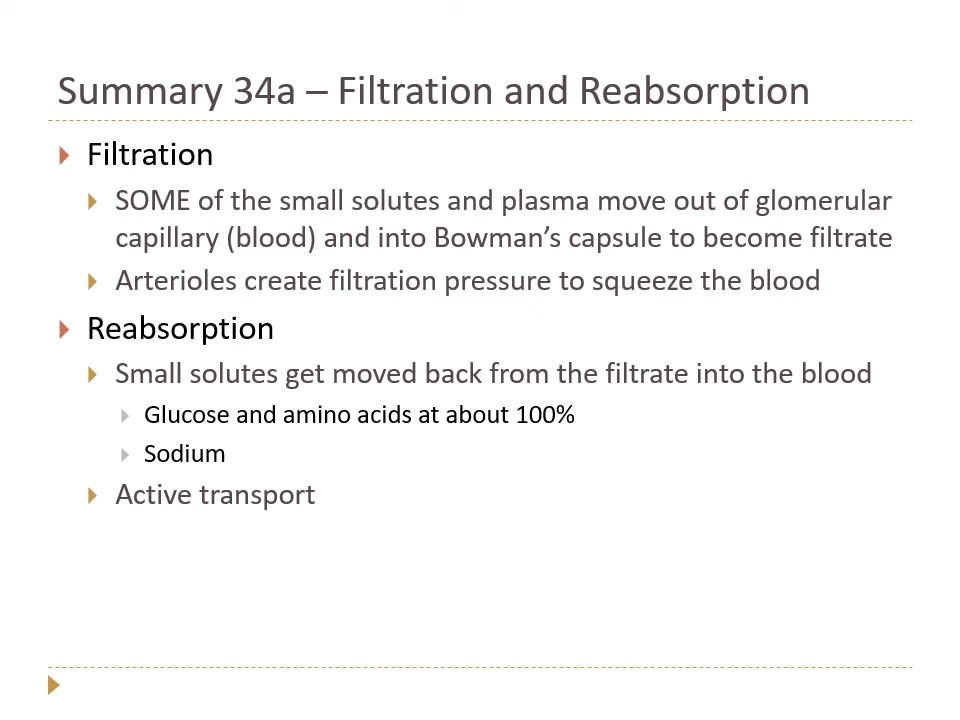 Summary 34a – Filtration and Reabsorption
Filtration
SOME of the small solutes and plasma move out of glomerular
capillary (blood) and into Bowman’s capsule to become filtrate
Arterioles create filtration pressure to squeeze the blood
Reabsorption
Small solutes get moved back from the filtrate into the blood
Glucose and amino acids at about 100%
Sodium
Active transport